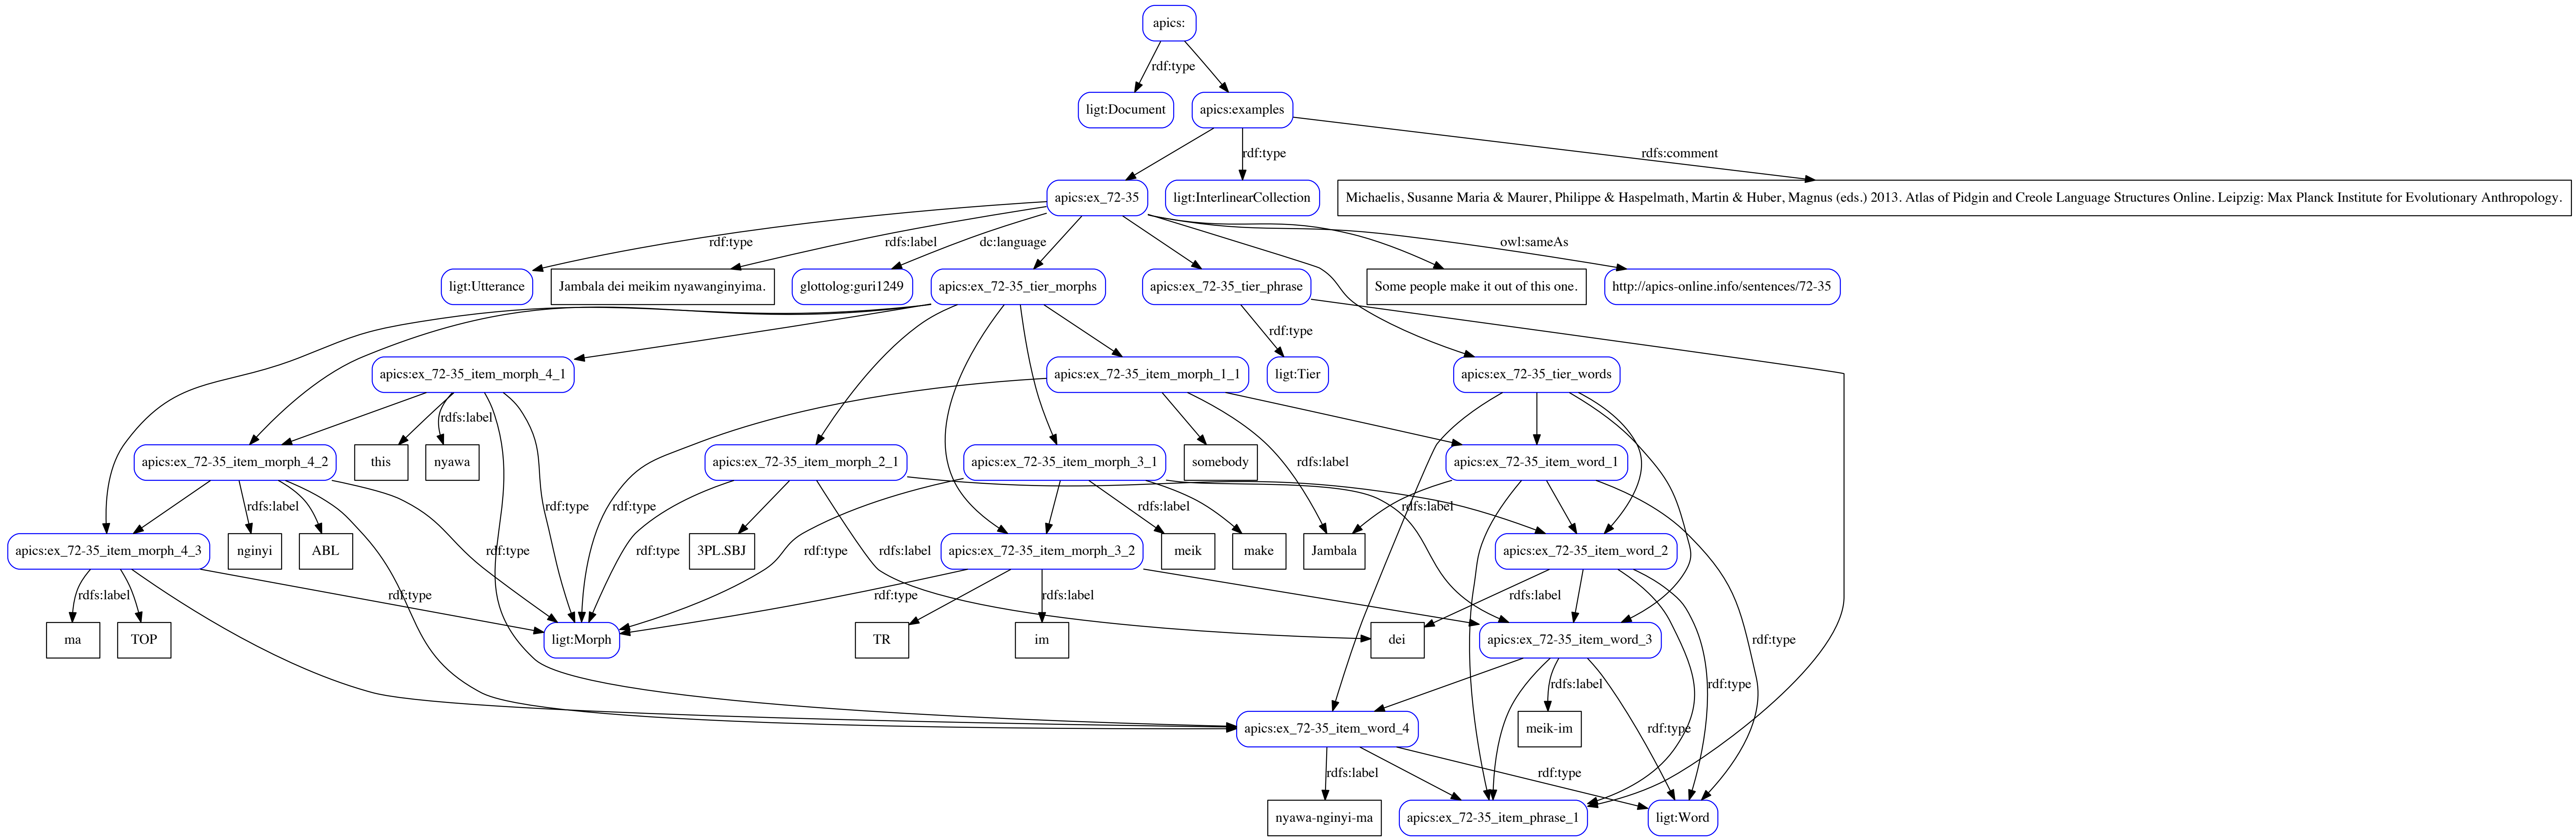 apics:
rdf:type
ligt:Document
apics:examples
rdf:type
rdfs:comment
apics:ex_72-35
ligt:InterlinearCollection
Michaelis, Susanne Maria & Maurer, Philippe & Haspelmath, Martin & Huber, Magnus (eds.) 2013. Atlas of Pidgin and Creole Language Structures Online. Leipzig: Max Planck Institute for Evolutionary Anthropology.
rdf:type
rdfs:label
dc:language
owl:sameAs
ligt:Utterance
Jambala dei meikim nyawanginyima.
glottolog:guri1249
apics:ex_72-35_tier_morphs
apics:ex_72-35_tier_phrase
Some people make it out of this one.
http://apics-online.info/sentences/72-35
rdf:type
apics:ex_72-35_item_morph_4_1
apics:ex_72-35_item_morph_1_1
ligt:Tier
apics:ex_72-35_tier_words
rdfs:label
apics:ex_72-35_item_morph_4_2
this
nyawa
apics:ex_72-35_item_morph_2_1
apics:ex_72-35_item_morph_3_1
somebody
rdfs:label
apics:ex_72-35_item_word_1
rdfs:label
rdf:type
rdf:type
rdfs:label
rdfs:label
apics:ex_72-35_item_morph_4_3
nginyi
ABL
rdf:type
rdf:type
rdf:type
3PL.SBJ
rdfs:label
apics:ex_72-35_item_morph_3_2
meik
make
Jambala
apics:ex_72-35_item_word_2
rdfs:label
rdf:type
rdf:type
rdfs:label
rdfs:label
ma
TOP
ligt:Morph
TR
im
dei
apics:ex_72-35_item_word_3
rdf:type
rdfs:label
rdf:type
apics:ex_72-35_item_word_4
meik-im
rdf:type
rdfs:label
rdf:type
nyawa-nginyi-ma
apics:ex_72-35_item_phrase_1
ligt:Word